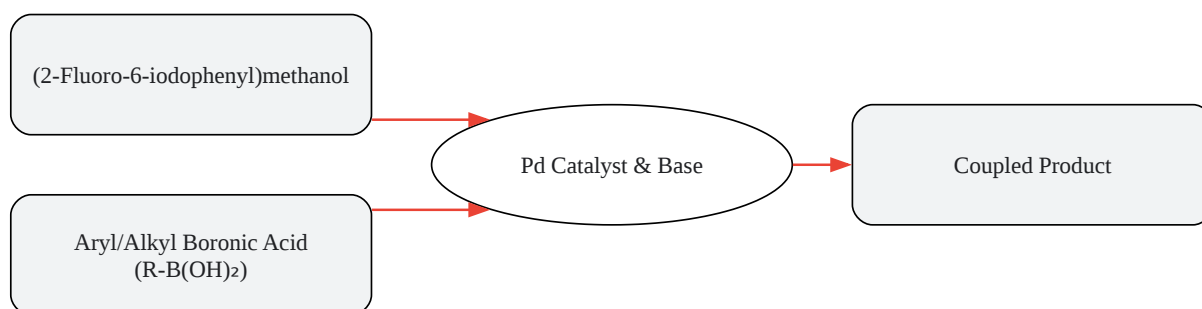 (2-Fluoro-6-iodophenyl)methanol
Pd Catalyst & Base
Coupled Product
Aryl/Alkyl Boronic Acid
(R-B(OH)₂)